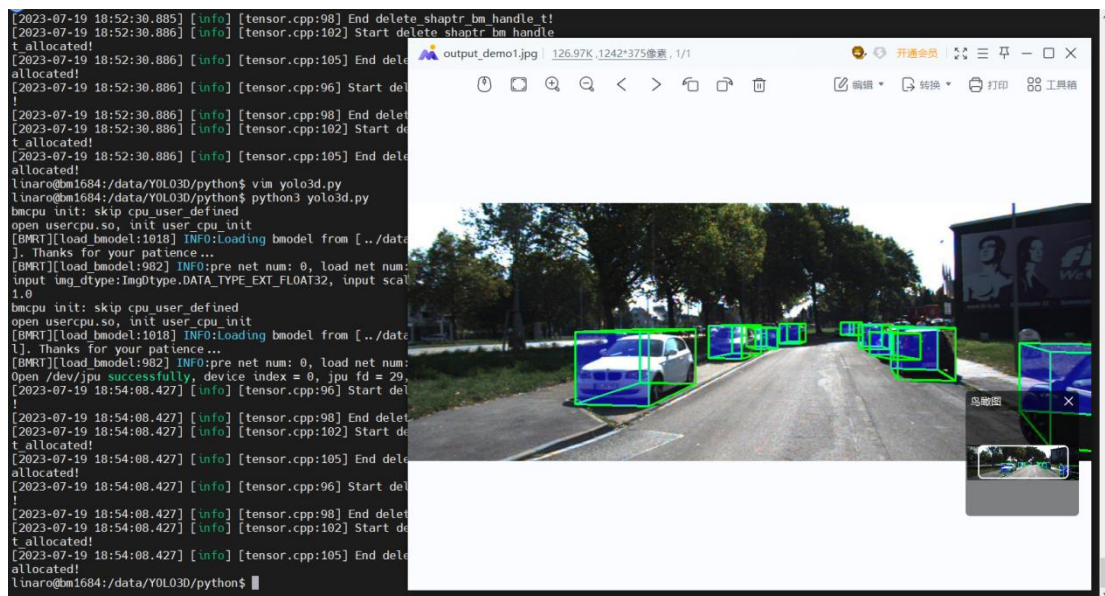 [2023-07-19 18:52:30.885] [info] [tensor.cpp:98] End delete_shaptr_bm_handle_t!
[2023-07-19 18:52:30.886] [info] [tensor.cpp:102] Start delete_shaptr_bm_handle
t_allocated!
[2023-07-19 18:52:30.886] [info] [tensor.cpp:105] End dele
allocated!
[2023-07-19 18:52:30.886] [info] [tensor.cpp:96] Start del
!
[2023-07-19 18:52:30.886] [info] [tensor.cpp:98] End delet
[2023-07-19 18:52:30.886] [info] [tensor.cpp:102] Start de
t_allocated!
[2023-07-19 18:52:30.886] [info] [tensor.cpp:105] End dele
allocated!
linaro@bm1684:/data/YOLO3D/python$ vim yolo3d.py
linaro@bm1684:/data/YOLO3D/python$ python3 yolo3d.py
bmcpu init: skip cpu_user_defined
open usercpu.so, init user_cpu_init
[BMRT][load_bmodel:1018] INFO:Loading bmodel from [../data
]. Thanks for your patience...
[BMRT][load_bmodel:982] INFO:pre net num: 0, load net num:
input img_dtype:ImgDtype.DATA_TYPE_EXT_FLOAT32, input scal
1.0
bmcpu init: skip cpu_user_defined
open usercpu.so, init user_cpu_init
[BMRT][load_bmodel:1018] INFO:Loading bmodel from [../data
l]. Thanks for your patience...
[BMRT][load_bmodel:982] INFO:pre net num: 0, load net num:
Open /dev/jpu successfully, device index = 0, jpu fd = 29,
[2023-07-19 18:54:08.427] [info] [tensor.cpp:96] Start del
!
[2023-07-19 18:54:08.427] [info] [tensor.cpp:98] End delet
[2023-07-19 18:54:08.427] [info] [tensor.cpp:102] Start de
t_allocated!
[2023-07-19 18:54:08.427] [info] [tensor.cpp:105] End dele
allocated!
[2023-07-19 18:54:08.427] [info] [tensor.cpp:96] Start del
!
[2023-07-19 18:54:08.427] [info] [tensor.cpp:98] End delet
[2023-07-19 18:54:08.427] [info] [tensor.cpp:102] Start de
t_allocated!
[2023-07-19 18:54:08.427] [info] [tensor.cpp:105] End dele
allocated!
linaro@bm1684:/data/YOLO3D/python$
output_demo1.jpg 126.97K ,1242*375像素 , 1/1
开通会员
编辑 转换 打印 工具箱
鸟瞰图